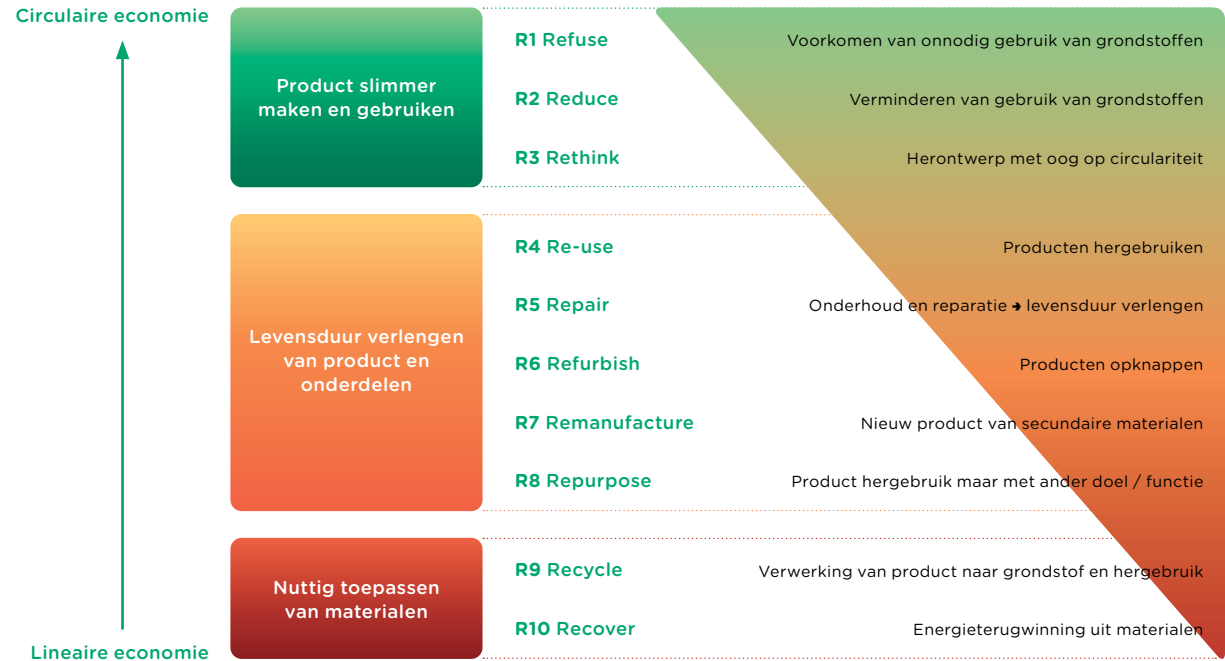 Circulaire economie
Product slimmer
maken en gebruiken
R1 Refuse
Voorkomen van onnodig gebruik van grondstoffen
R2 Reduce
Verminderen van gebruik van grondstoffen
R3 Rethink
Herontwerp met oog op circulariteit
Levensduur verlengen
van product en
onderdelen
R4 Re-use
Producten hergebruiken
R5 Repair
Onderhoud en reparatie → levensduur verlengen
R6 Refurbish
Producten opknappen
R7 Remanufacture
Nieuw product van secundaire materialen
R8 Repurpose
Product hergebruik maar met ander doel / functie
Nuttig toepassen
van materialen
R9 Recycle
Verwerking van product naar grondstof en hergebruik
R10 Recover
Energieterugwinning uit materialen
Lineaire economie